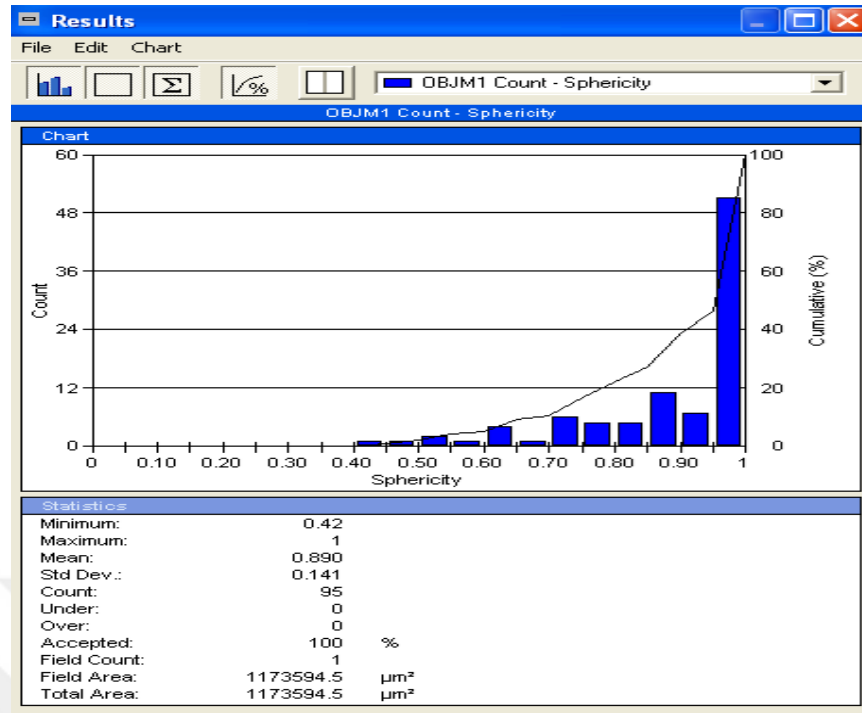 Results
File Edit Chart
Σ % OBJM1 Count - Sphericity
OBJM1 Count - Sphericity
Chart
60 100
48 80
36 60
24 40
12 20
0 0
Count
Cumulative (%)
0 0.10 0.20 0.30 0.40 0.50 0.60 0.70 0.80 0.90 1
Sphericity
Statistics
Minimum: 0.42
Maximum: 1
Mean: 0.890
Std Dev.: 0.141
Count: 95
Under: 0
Over: 0
Accepted: 100 %
Field Count: 1
Field Area: 1173594.5 µm²
Total Area: 1173594.5 µm²